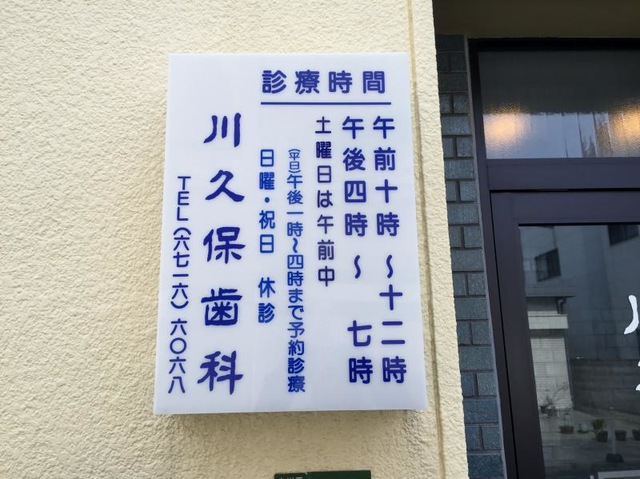 診療時間
午前十時～十二時
午後四時～七時
土曜日は午前中
(平日)午後一時～四時まで予約診療
日曜・祝日 休診
川久保歯科
TEL(六七一六)六〇六八